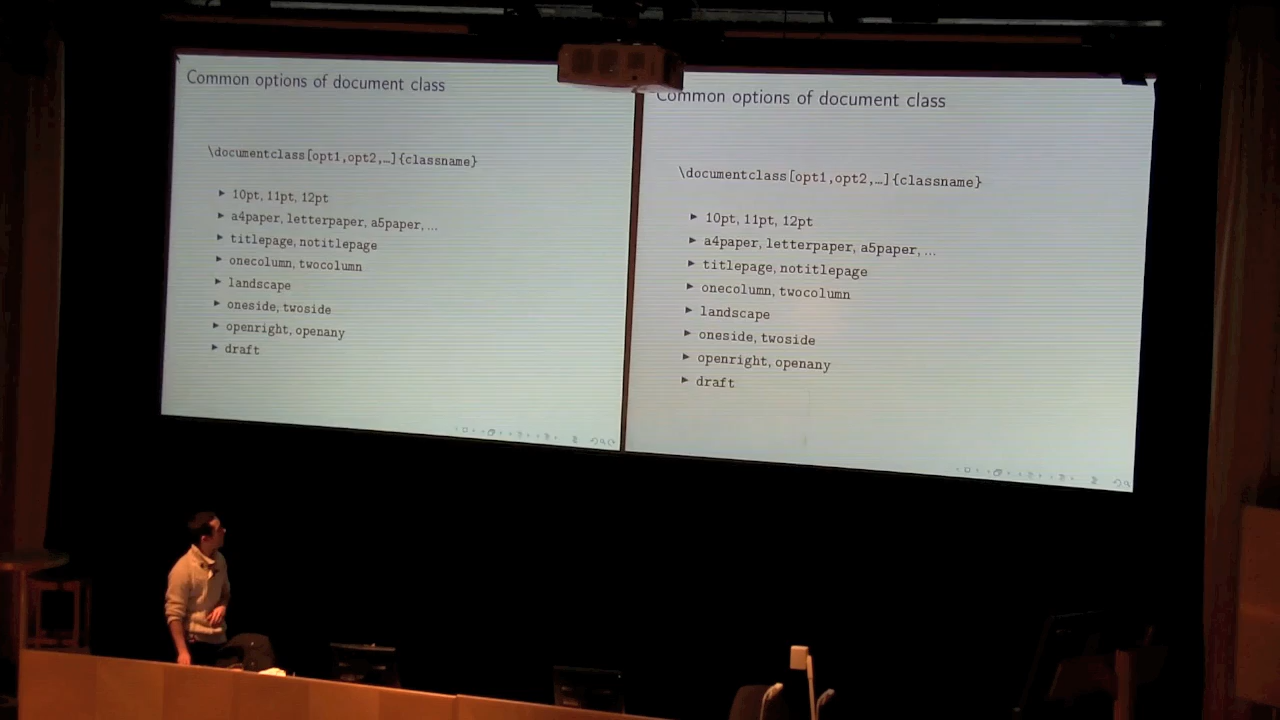 Common options of document class
\documentclass[opt1,opt2,…]{classname}
▶ 10pt, 11pt, 12pt
▶ a4paper, letterpaper, a5paper, …
▶ titlepage, notitlepage
▶ onecolumn, twocolumn
▶ landscape
▶ oneside, twoside
▶ openright, openany
▶ draft
Common options of document class
\documentclass[opt1,opt2,…]{classname}
▶ 10pt, 11pt, 12pt
▶ a4paper, letterpaper, a5paper, …
▶ titlepage, notitlepage
▶ onecolumn, twocolumn
▶ landscape
▶ oneside, twoside
▶ openright, openany
▶ draft